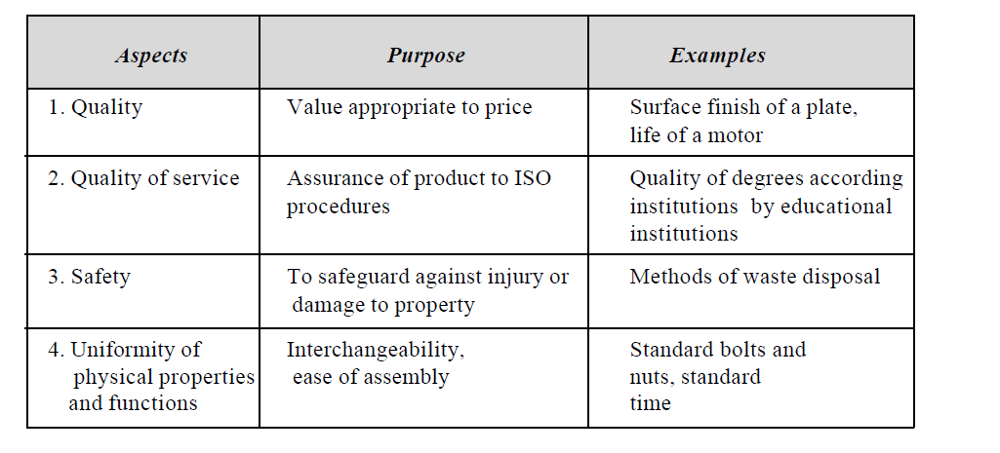 Aspects Purpose Examples
1. Quality Value appropriate to price Surface finish of a plate,
life of a motor
2. Quality of service Assurance of product to ISO Quality of degrees according
procedures institutions by educational
institutions
3. Safety To safeguard against injury or Methods of waste disposal
damage to property
4. Uniformity of Interchangeability, Standard bolts and
physical properties ease of assembly nuts, standard
and functions time